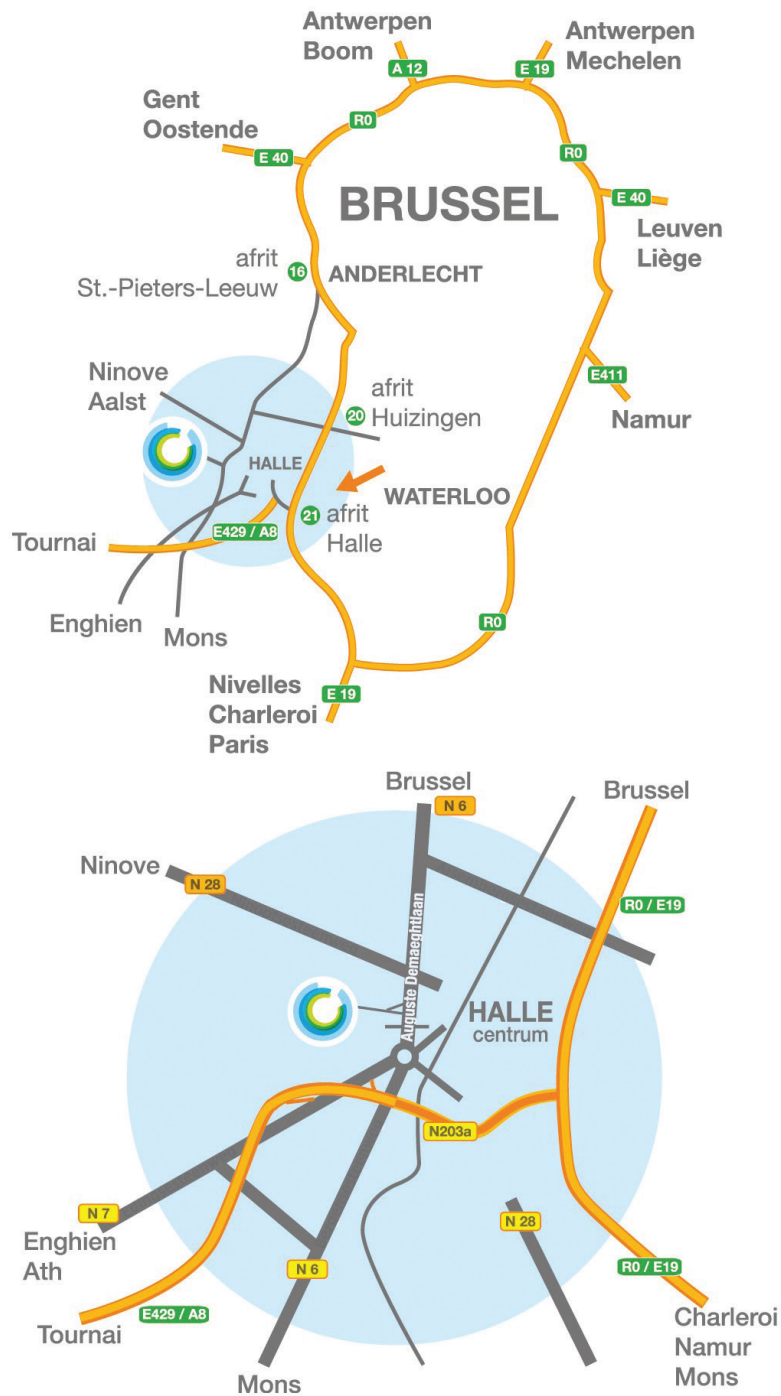 Antwerpen
Boom
Antwerpen
Mechelen
A 12
E 19
Gent
Oostende
R0
R0
E 40
BRUSSEL
E 40
Leuven
Liège
afrit
St.-Pieters-Leeuw
16
ANDERLECHT
Ninove
Aalst
E411
Namur
afrit
Huizingen
20
HALLE
WATERLOO
21
afrit
Halle
E429 / A8
Tournai
Enghien
Mons
R0
Nivelles
Charleroi
Paris
E 19
Brussel
N 6
Brussel
Ninove
N 28
R0 / E19
Auguste Demaeghtlaan
HALLE
centrum
N203a
N 7
Enghien
Ath
N 28
N 6
R0 / E19
E429 / A8
Tournai
Charleroi
Namur
Mons
Mons